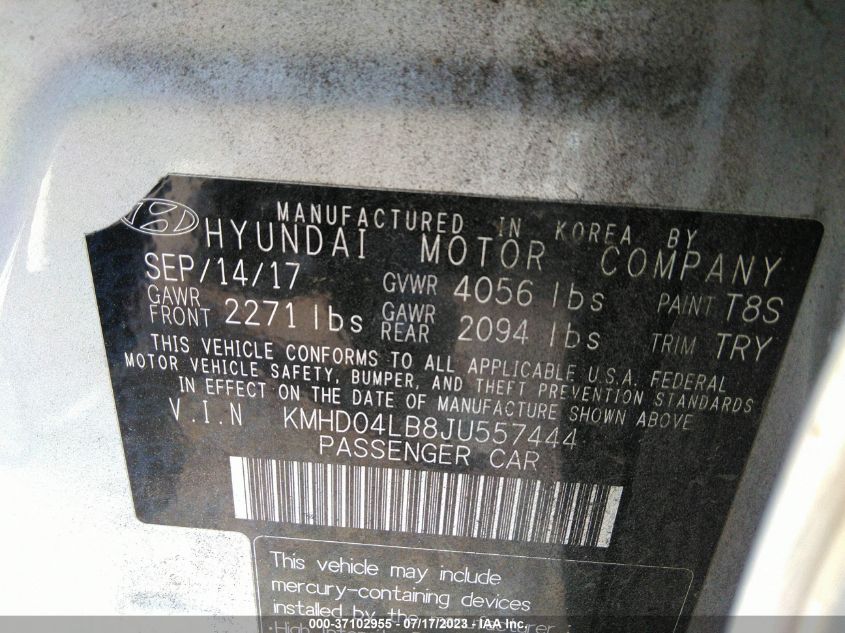 MANUFACTURED IN KOREA BY
HYUNDAI MOTOR COMPANY
SEP/14/17 GVWR 4056 lbs PAINT T8S
GAWR FRONT 2271 lbs GAWR REAR 2094 lbs TRIM TRY
THIS VEHICLE CONFORMS TO ALL APPLICABLE U.S.A. FEDERAL
MOTOR VEHICLE SAFETY, BUMPER, AND THEFT PREVENTION STANDARDS
IN EFFECT ON THE DATE OF MANUFACTURE SHOWN ABOVE
V.I.N KMHD04LB8JU557444
PASSENGER CAR
This vehicle may include
mercury-containing devices
installed by the
000-37102955 - 07/17/2023 - IAA Inc.